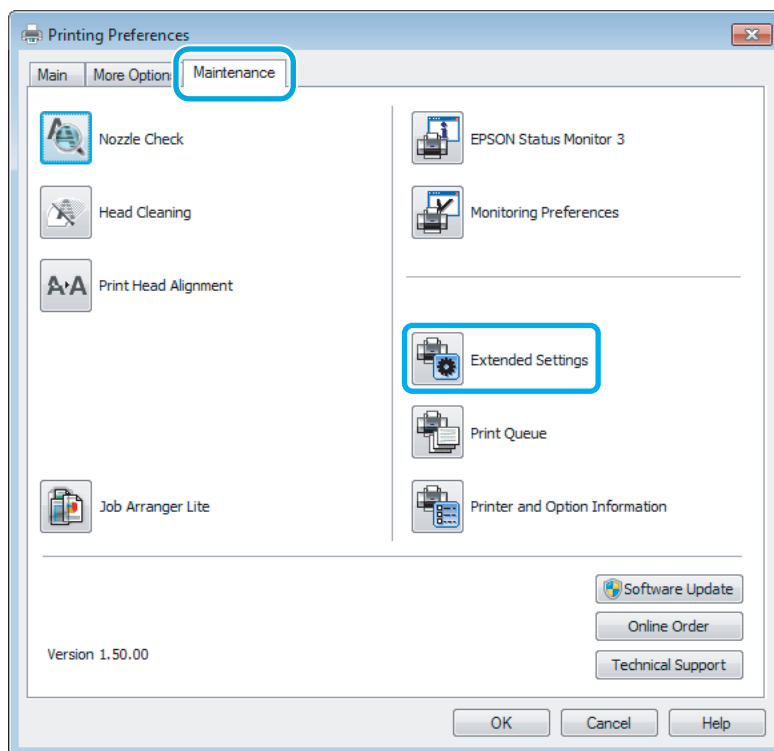 Printing Preferences
Main
More Option
Maintenance
Nozzle Check
Head Cleaning
A▸A Print Head Alignment
Job Arranger Lite
EPSON Status Monitor 3
Monitoring Preferences
Extended Settings
Print Queue
Printer and Option Information
Version 1.50.00
Software Update
Online Order
Technical Support
OK
Cancel
Help